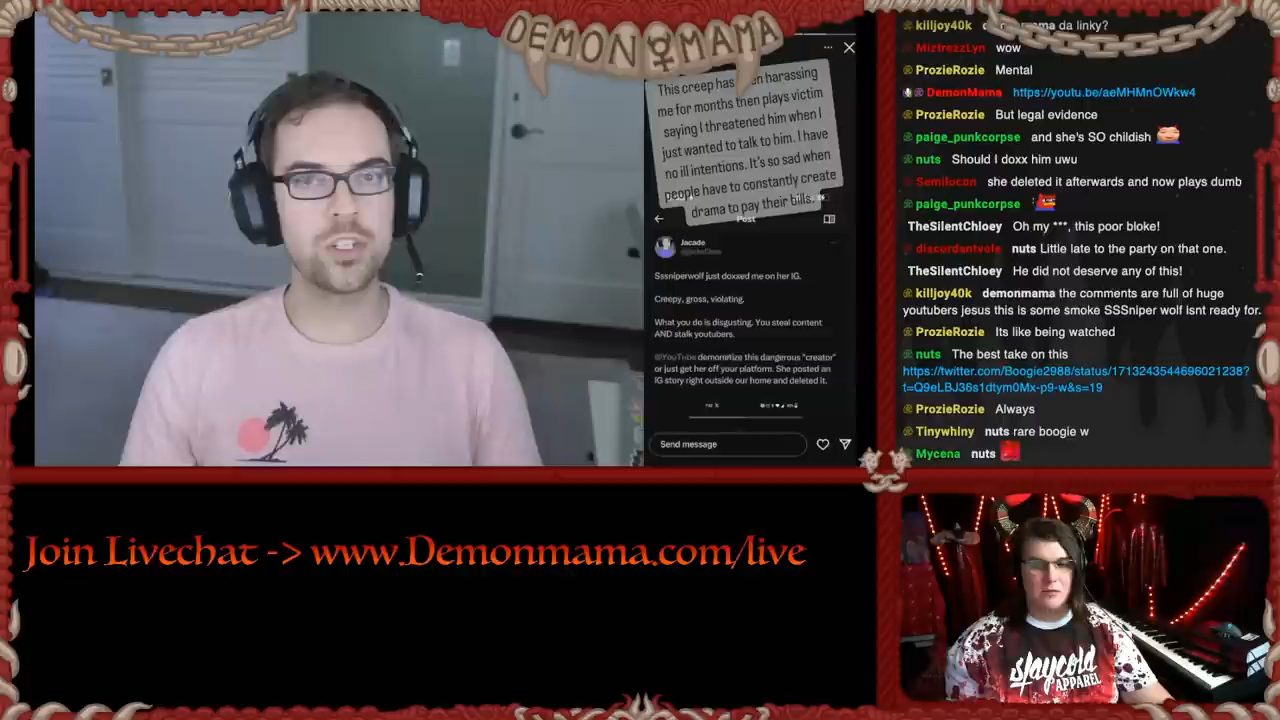 DEMON MAMA
This creep has been harassing
me for months then plays victim
saying I threatened him when I
just wanted to talk to him. I have
no ill intentions. It's so sad when
people have to constantly create
drama to pay their bills.
Post
Jacade
Sssniperwolf just doxxed me on her IG.
Creepy, gross, violating.
What you do is disgusting. You steal content
AND stalk youtubers.
@YouTube demonetize this dangerous "creator"
or just get her off your platform. She posted an
IG story right outside our home and deleted it.
Send message
killjoy40k da linky?
MiztrezzLyn wow
ProzieRozie Mental
DemonMama https://youtu.be/aeMHMnOWkw4
ProzieRozie But legal evidence
paige_punkcorpse and she's SO childish
nuts Should I doxx him uwu
Semilocon she deleted it afterwards and now plays dumb
paige_punkcorpse
TheSilentChloey Oh my ***, this poor bloke!
discordantvole nuts Little late to the party on that one.
TheSilentChloey He did not deserve any of this!
killjoy40k demonmama the comments are full of huge
youtubers jesus this is some smoke SSSniper wolf Isnt ready for.
ProzieRozie Its like being watched
nuts The best take on this
https://twitter.com/Boogie2988/status/1713243544696021238?
t=Q9eLBJ36s1dtym0Mx-p9-w&s=19
ProzieRozie Always
Tinywhlny nuts rare boogie w
Mycena nuts
Join Livechat -> www.Demonmama.com/live
staycold
APPAREL